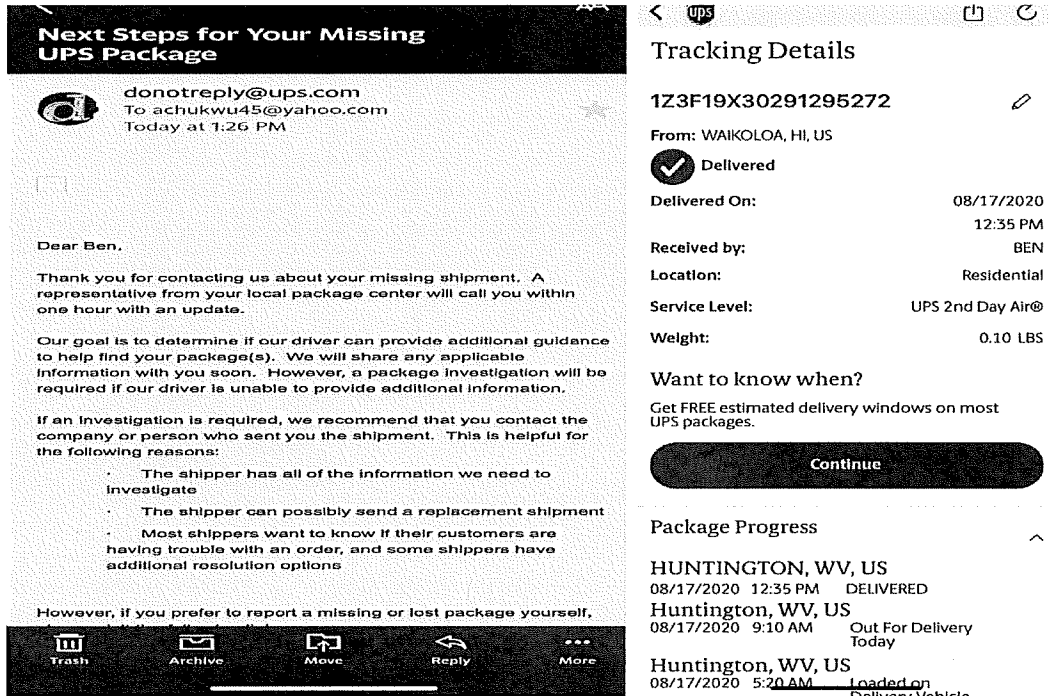 Next Steps for Your Missing
UPS Package
donotreply@ups.com
To achukwu45@yahoo.com
Today at 1:26 PM
Dear Ben,
Thank you for contacting us about your missing shipment. A
representative from your local package center will call you within
one hour with an update.
Our goal is to determine if our driver can provide additional guidance
to help find your package(s). We will share any applicable
information with you soon. However, a package investigation will be
required if our driver is unable to provide additional information.
If an investigation is required, we recommend that you contact the
company or person who sent you the shipment. This is helpful for
the following reasons:
· The shipper has all of the information we need to
investigate
· The shipper can possibly send a replacement shipment
· Most shippers want to know if their customers are
having trouble with an order, and some shippers have
additional resolution options
However, if you prefer to report a missing or lost package yourself,
Trash Archive Move Reply More
ups
Tracking Details
1Z3F19X30291295272
From: WAIKOLOA, HI, US
Delivered
Delivered On: 08/17/2020
12:35 PM
Received by: BEN
Location: Residential
Service Level: UPS 2nd Day Air®
Weight: 0.10 LBS
Want to know when?
Get FREE estimated delivery windows on most
UPS packages.
Continue
Package Progress
HUNTINGTON, WV, US
08/17/2020 12:35 PM DELIVERED
Huntington, WV, US
08/17/2020 9:10 AM Out For Delivery
Today
Huntington, WV, US
08/17/2020 5:20 AM Loaded on
Delivery Vehicle